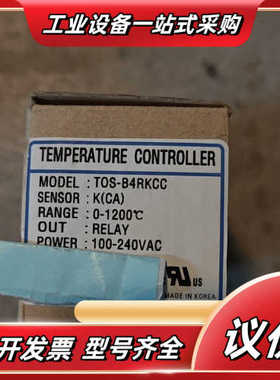 工业设备一站式采购
TEMPERATURE CONTROLLER
MODEL : TOS-B4RKCC
SENSOR : K(CA)
RANGE : 0-1200℃
OUT : RELAY
POWER : 100-240VAC
US
MADE IN KOREA
可开发票 型号齐全
议价